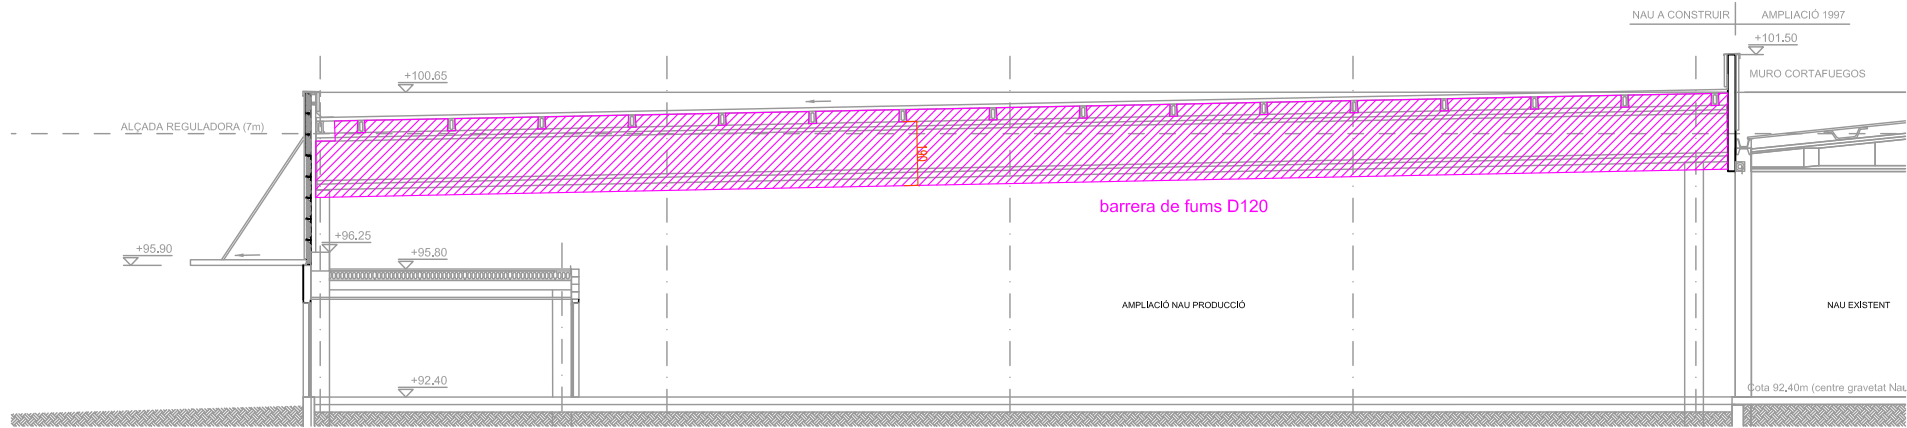 NAU A CONSTRUIR
AMPLIACIÓ 1997
+101.50
MURO CORTAFUEGOS
+100.65
ALÇADA REGULADORA (7m)
160
barrera de fums D120
+96.25
+95.90
+95.80
AMPLIACIÓ NAU PRODUCCIÓ
NAU EXISTENT
+92.40
Cota 92.40m (centre gravetat Nau